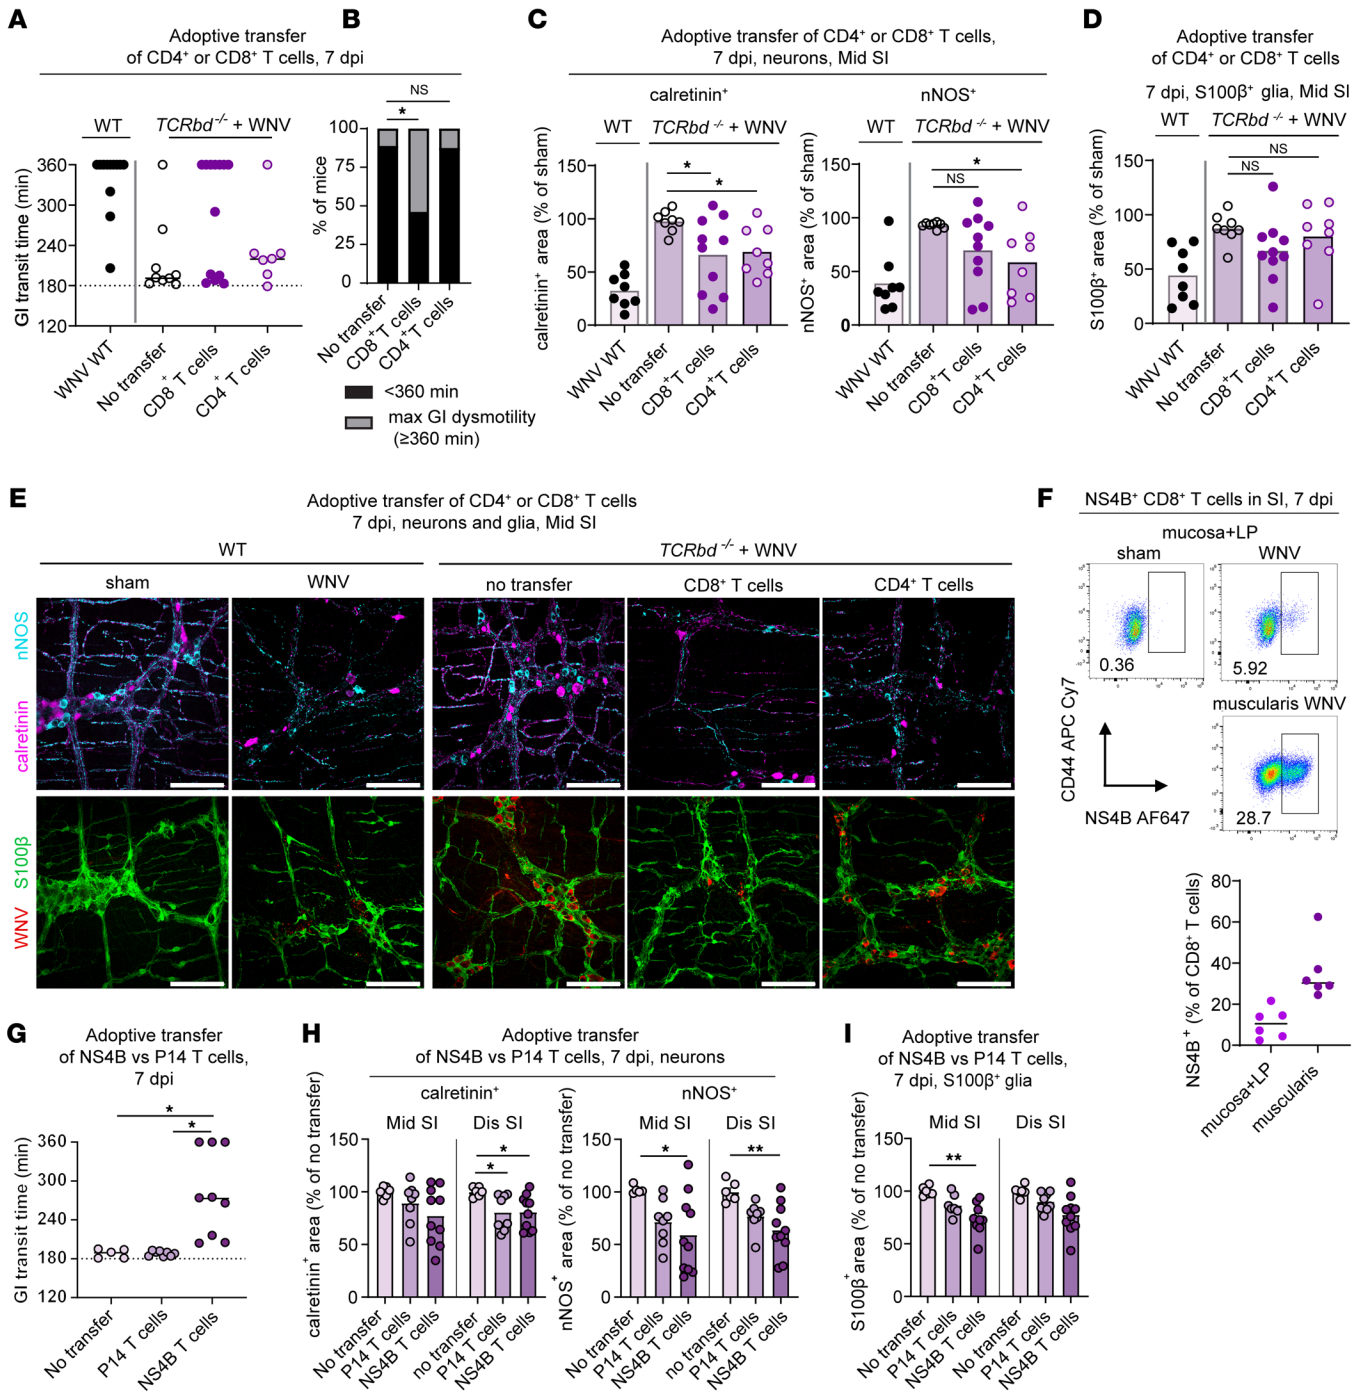 A
Adoptive transfer
of CD4⁺ or CD8⁺ T cells, 7 dpi
WT
TCRbd⁻/⁻ + WNV
GI transit time (min)
360
300
240
180
120
WNV WT
No transfer
CD8⁺ T cells
CD4⁺ T cells
B
NS
*
% of mice
100
75
50
25
0
No transfer
CD8⁺T cells
CD4⁺T cells
<360 min
max GI dysmotility
(≥360 min)
C
Adoptive transfer of CD4⁺ or CD8⁺ T cells,
7 dpi, neurons, Mid SI
calretinin⁺
WT
TCRbd⁻/⁻ + WNV
*
*
calretinin⁺ area (% of sham)
150
100
50
0
WNV WT
No transfer
CD8⁺T cells
CD4⁺T cells
nNOS⁺
WT
TCRbd⁻/⁻ + WNV
*
NS
nNOS⁺ area (% of sham)
150
100
50
0
WNV WT
No transfer
CD8⁺T cells
CD4⁺T cells
D
Adoptive transfer
of CD4⁺ or CD8⁺ T cells
7 dpi, S100β⁺ glia, Mid SI
WT
TCRbd⁻/⁻ + WNV
NS
NS
S100β⁺ area (% of sham)
150
100
50
0
WNV WT
No transfer
CD8⁺T cells
CD4⁺T cells
E
Adoptive transfer of CD4⁺ or CD8⁺ T cells
7 dpi, neurons and glia, Mid SI
WT
TCRbd⁻/⁻ + WNV
sham
WNV
no transfer
CD8⁺ T cells
CD4⁺ T cells
calretinin nNOS
WNV S100β
F
NS4B⁺ CD8⁺ T cells in SI, 7 dpi
mucosa+LP
sham
WNV
0.36
5.92
muscularis WNV
28.7
CD44 APC Cy7
NS4B AF647
NS4B⁺ (% of CD8⁺ T cells)
80
60
40
20
0
mucosa+LP
muscularis
G
Adoptive transfer
of NS4B vs P14 T cells,
7 dpi
*
*
GI transit time (min)
360
300
240
180
120
No transfer
P14 T cells
NS4B T cells
H
Adoptive transfer
of NS4B vs P14 T cells, 7 dpi, neurons
calretinin⁺
Mid SI
Dis SI
*
*
calretinin⁺ area (% of no transfer)
150
100
50
0
No transfer
P14 T cells
NS4B T cells
no transfer
P14 T cells
NS4B T cells
nNOS⁺
Mid SI
Dis SI
*
**
nNOS⁺ area (% of no transfer)
150
100
50
0
No transfer
P14 T cells
NS4B T cells
no transfer
P14 T cells
NS4B T cells
I
Adoptive transfer
of NS4B vs P14 T cells,
7 dpi, S100β⁺ glia
Mid SI
Dis SI
**
S100β⁺area (% of no transfer)
150
100
50
0
No transfer
P14 T cells
NS4B T cells
No transfer
P14 T cells
NS4B T cells